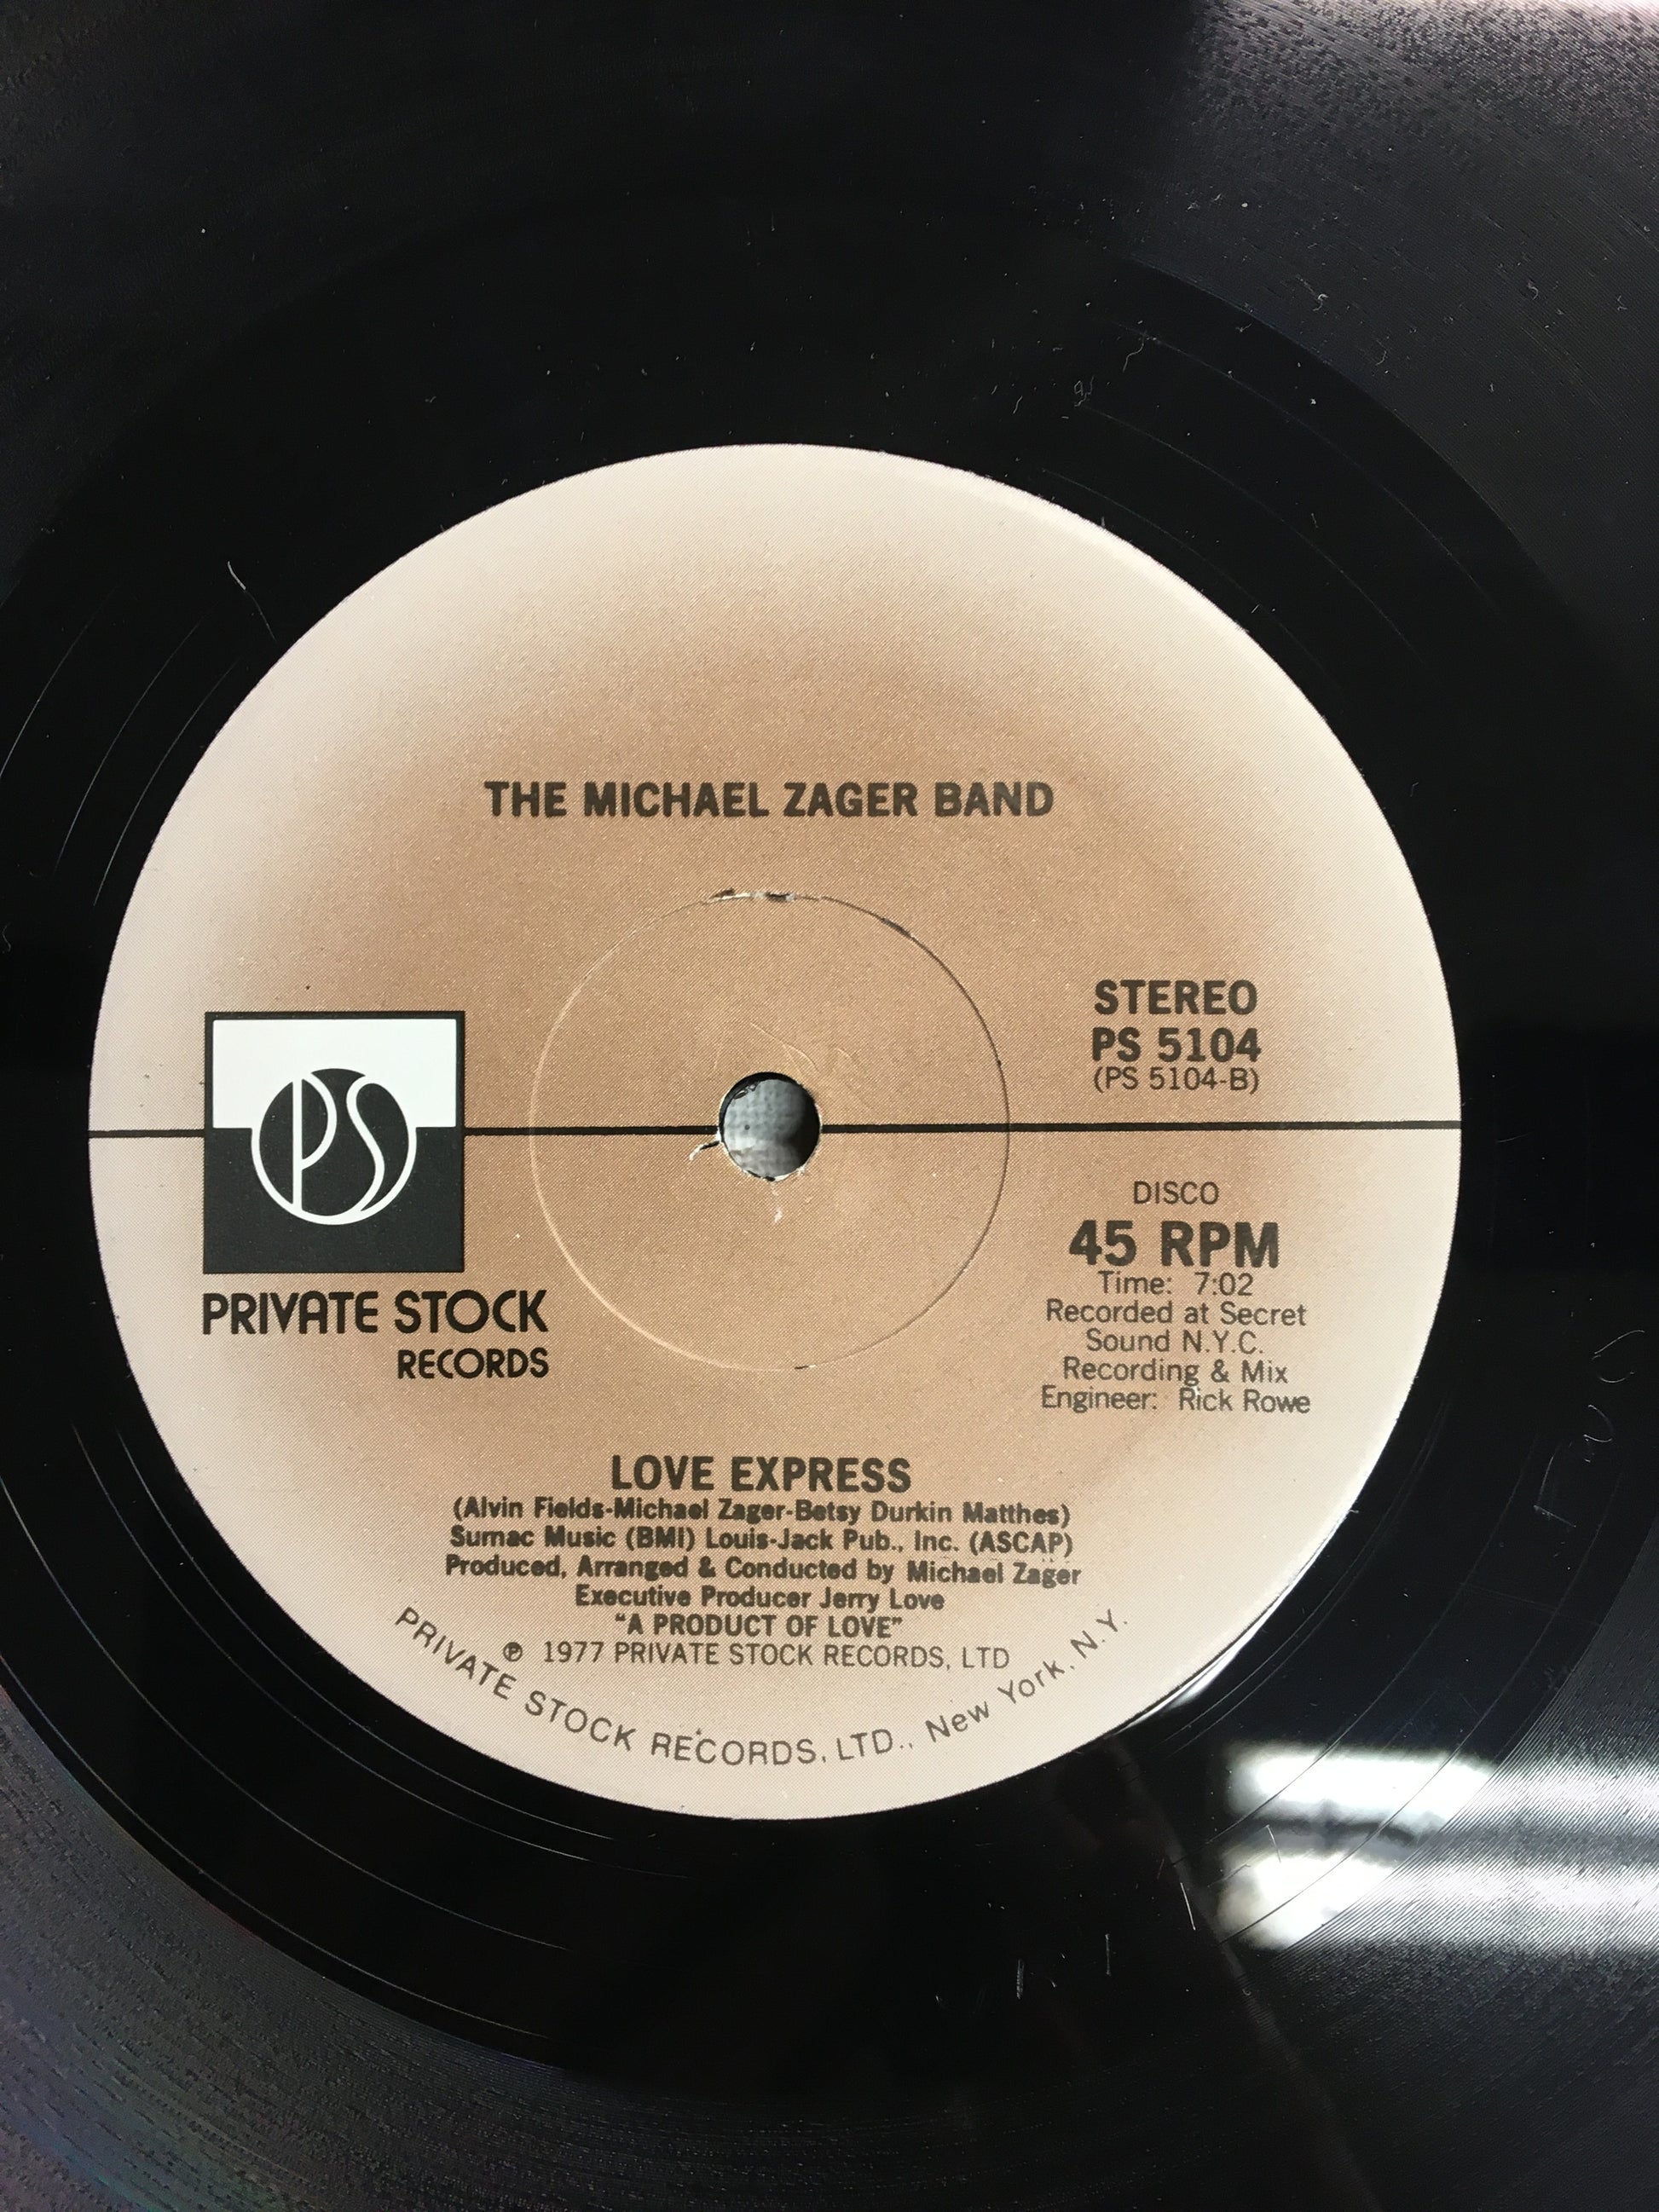 THE MICHAEL ZAGER BAND
STEREO
PS 5104
(PS 5104-B)
PS
PRIVATE STOCK
RECORDS
DISCO
45 RPM
Time: 7:02
Recorded at Secret
Sound N.Y.C.
Recording & Mix
Engineer: Rick Rowe
LOVE EXPRESS
(Alvin Fields-Michael Zager-Betsy Durkin Matthes)
Sumac Music (BMI) Louis-Jack Pub., Inc. (ASCAP)
Produced, Arranged & Conducted by Michael Zager
Executive Producer Jerry Love
"A PRODUCT OF LOVE"
℗ 1977 PRIVATE STOCK RECORDS, LTD
PRIVATE STOCK RECORDS, LTD., New York, N.Y.